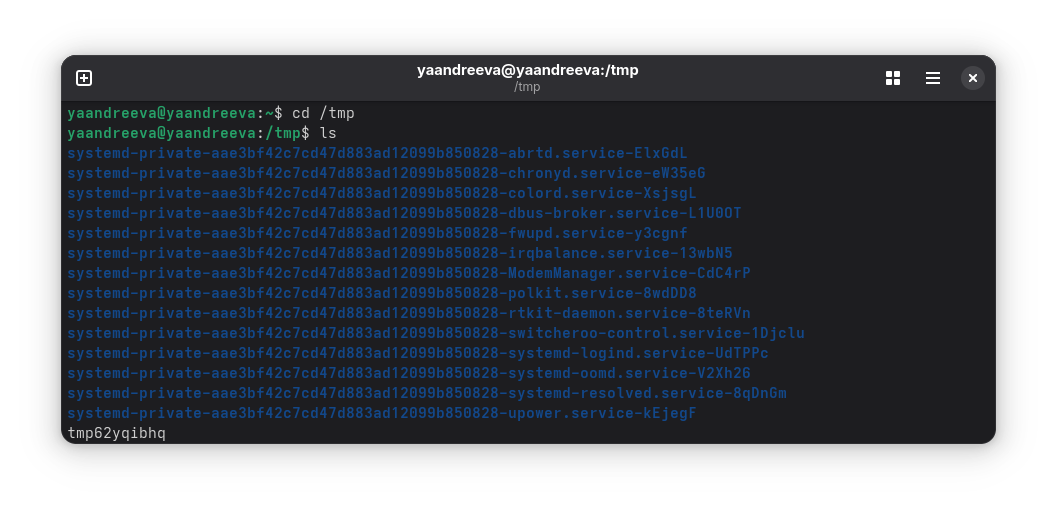 yaandreeva@yaandreeva:/tmp
/tmp
yaandreeva@yaandreeva:~$ cd /tmp
yaandreeva@yaandreeva:/tmp$ ls
systemd-private-aae3bf42c7cd47d883ad12099b850828-abrtd.service-ElxGdL
systemd-private-aae3bf42c7cd47d883ad12099b850828-chronyd.service-eW35eG
systemd-private-aae3bf42c7cd47d883ad12099b850828-colord.service-XsjsgL
systemd-private-aae3bf42c7cd47d883ad12099b850828-dbus-broker.service-L1U0OT
systemd-private-aae3bf42c7cd47d883ad12099b850828-fwupd.service-y3cgnf
systemd-private-aae3bf42c7cd47d883ad12099b850828-irqbalance.service-13wbN5
systemd-private-aae3bf42c7cd47d883ad12099b850828-ModemManager.service-CdC4rP
systemd-private-aae3bf42c7cd47d883ad12099b850828-polkit.service-8wdDD8
systemd-private-aae3bf42c7cd47d883ad12099b850828-rtkit-daemon.service-8teRVn
systemd-private-aae3bf42c7cd47d883ad12099b850828-switcheroo-control.service-1Djclu
systemd-private-aae3bf42c7cd47d883ad12099b850828-systemd-logind.service-UdTPPc
systemd-private-aae3bf42c7cd47d883ad12099b850828-systemd-oomd.service-V2Xh26
systemd-private-aae3bf42c7cd47d883ad12099b850828-systemd-resolved.service-8qDnGm
systemd-private-aae3bf42c7cd47d883ad12099b850828-upower.service-kEjegF
tmp62yqibhq